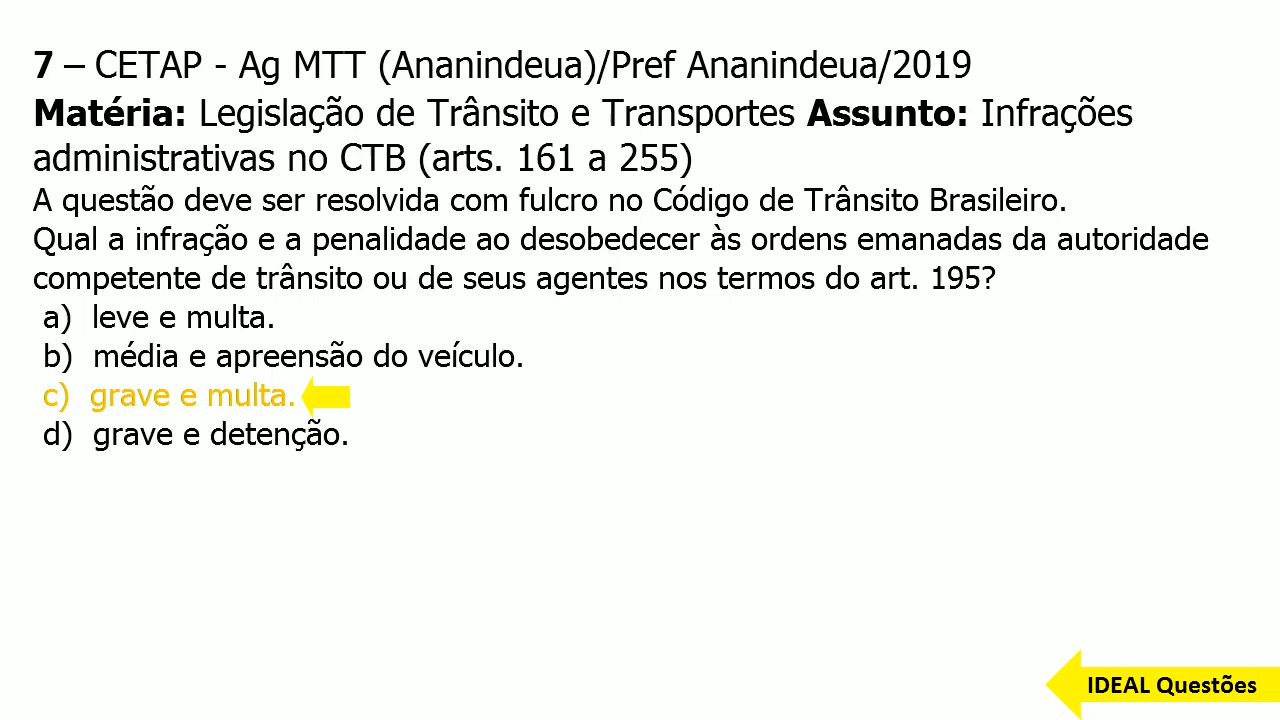 7 – CETAP - Ag MTT (Ananindeua)/Pref Ananindeua/2019
Matéria: Legislação de Trânsito e Transportes Assunto: Infrações
administrativas no CTB (arts. 161 a 255)
A questão deve ser resolvida com fulcro no Código de Trânsito Brasileiro.
Qual a infração e a penalidade ao desobedecer às ordens emanadas da autoridade
competente de trânsito ou de seus agentes nos termos do art. 195?
a) leve e multa.
b) média e apreensão do veículo.
c) grave e multa.
d) grave e detenção.
IDEAL Questões